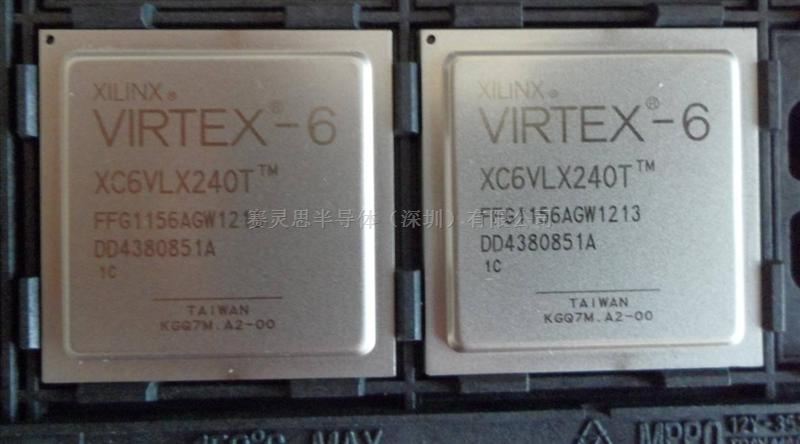 XILINX®
VIRTEX®-6
XC6VLX240T™
FFG1156AGW121
DD4380851A
1C
TAIWAN
KGQ7M.A2-00
XILINX®
VIRTEX®-6
XC6VLX240T™
FFG1156AGW1213
DD4380851A
1C
TAIWAN
KGQ7M.A2-00
赛灵思半导体（深圳）有限公司
MAX